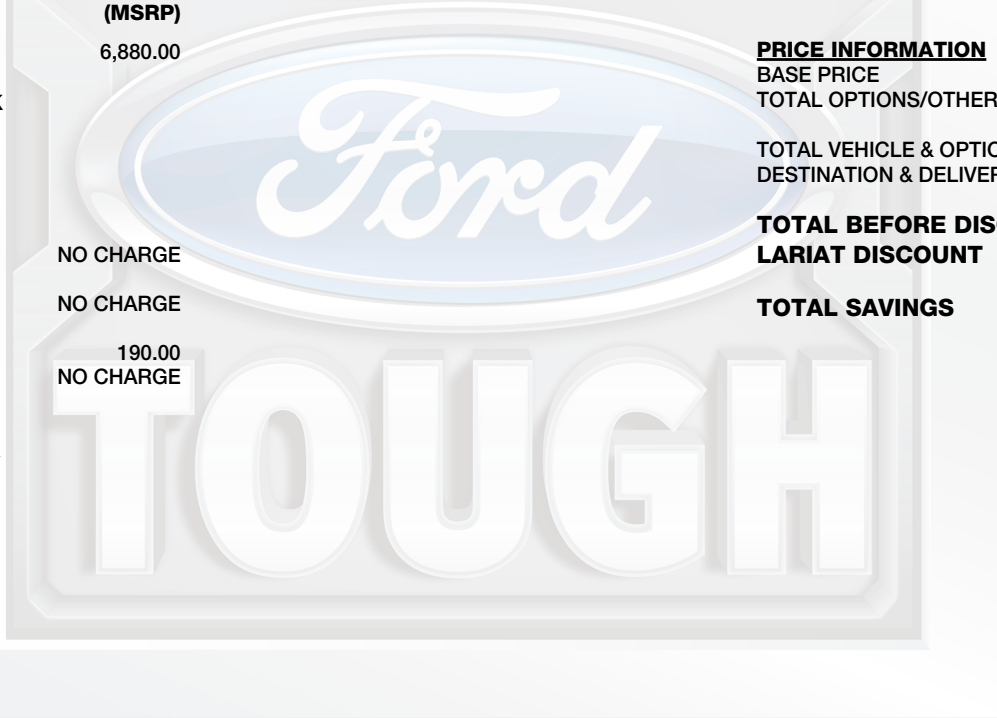 (MSRP)
6,880.00
NO CHARGE
NO CHARGE
190.00
NO CHARGE
PRICE INFORMATION
BASE PRICE
TOTAL OPTIONS/OTHER
TOTAL VEHICLE & OPTIO
DESTINATION & DELIVER
TOTAL BEFORE DISC
LARIAT DISCOUNT
TOTAL SAVINGS
Ford
TOUGH